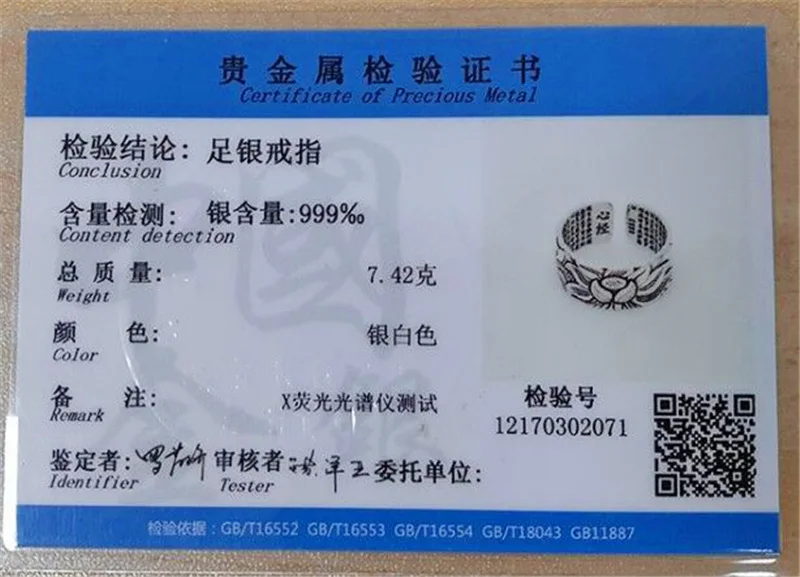 贵金属检验证书
Certificate of Precious Metal
检验结论: 足银戒指
Conclusion
含量检测: 银含量:999‰
Content detection
总质量: 7.42克
Weight
颜色: 银白色
Color
备注: X荧光光谱仪测试
Remark
鉴定者: 审核者 委托单位:
Identifier Tester
心经
检验号
12170302071
检验依据: GB/T16552 GB/T16553 GB/T16554 GB/T18043 GB11887